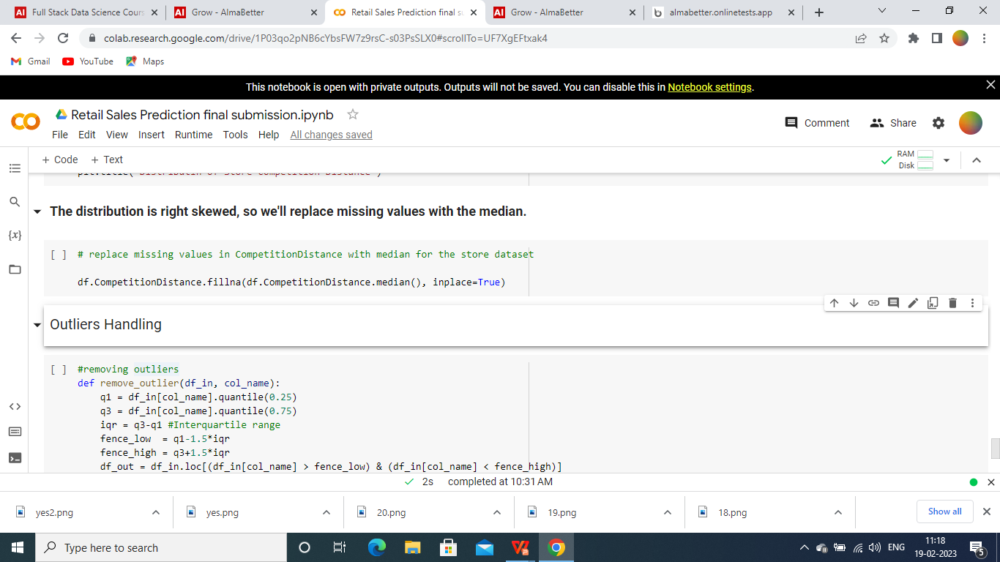 Full Stack Data Science Cours
Grow - AlmaBetter
Retail Sales Prediction final su
Grow - AlmaBetter
almabetter.onlinetests.app
colab.research.google.com/drive/1P03qo2pNB6cYbsFW7z9rsC-s03PsSLX0#scrollTo=UF7XgEFtxak4
Gmail
YouTube
Maps
This notebook is open with private outputs. Outputs will not be saved. You can disable this in Notebook settings.
Retail Sales Prediction final submission.ipynb
Comment
Share
File Edit View Insert Runtime Tools Help All changes saved
+ Code + Text
RAM
Disk
plt.title("Distributin of Store Competition Distance")
The distribution is right skewed, so we'll replace missing values with the median.
[ ] # replace missing values in CompetitionDistance with median for the store dataset
df.CompetitionDistance.fillna(df.CompetitionDistance.median(), inplace=True)
Outliers Handling
[ ] #removing outliers
def remove_outlier(df_in, col_name):
q1 = df_in[col_name].quantile(0.25)
q3 = df_in[col_name].quantile(0.75)
iqr = q3-q1 #Interquartile range
fence_low  = q1-1.5*iqr
fence_high = q3+1.5*iqr
df_out = df_in.loc[(df_in[col_name] > fence_low) & (df_in[col_name] < fence_high)]
2s completed at 10:31 AM
yes2.png
yes.png
20.png
19.png
18.png
Show all
Type here to search
ENG
11:18
19-02-2023
5